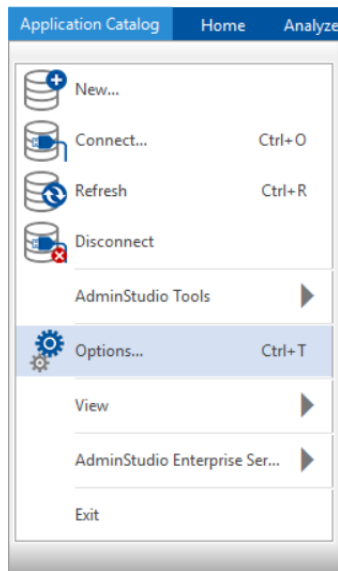 Application Catalog Home Analyze
New...
Connect... Ctrl+O
Refresh Ctrl+R
Disconnect
AdminStudio Tools
Options... Ctrl+T
View
AdminStudio Enterprise Ser...
Exit